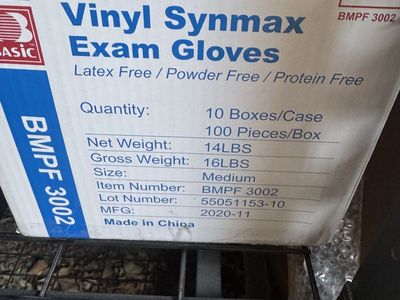 BASIC
BMPF 3002
Vinyl Synmax
Exam Gloves
Latex Free / Powder Free / Protein Free
Quantity: 10 Boxes/Case
100 Pieces/Box
Net Weight: 14LBS
Gross Weight: 16LBS
Size: Medium
Item Number: BMPF 3002
Lot Number: 55051153-10
MFG: 2020-11
Made in China
BMPF 3002